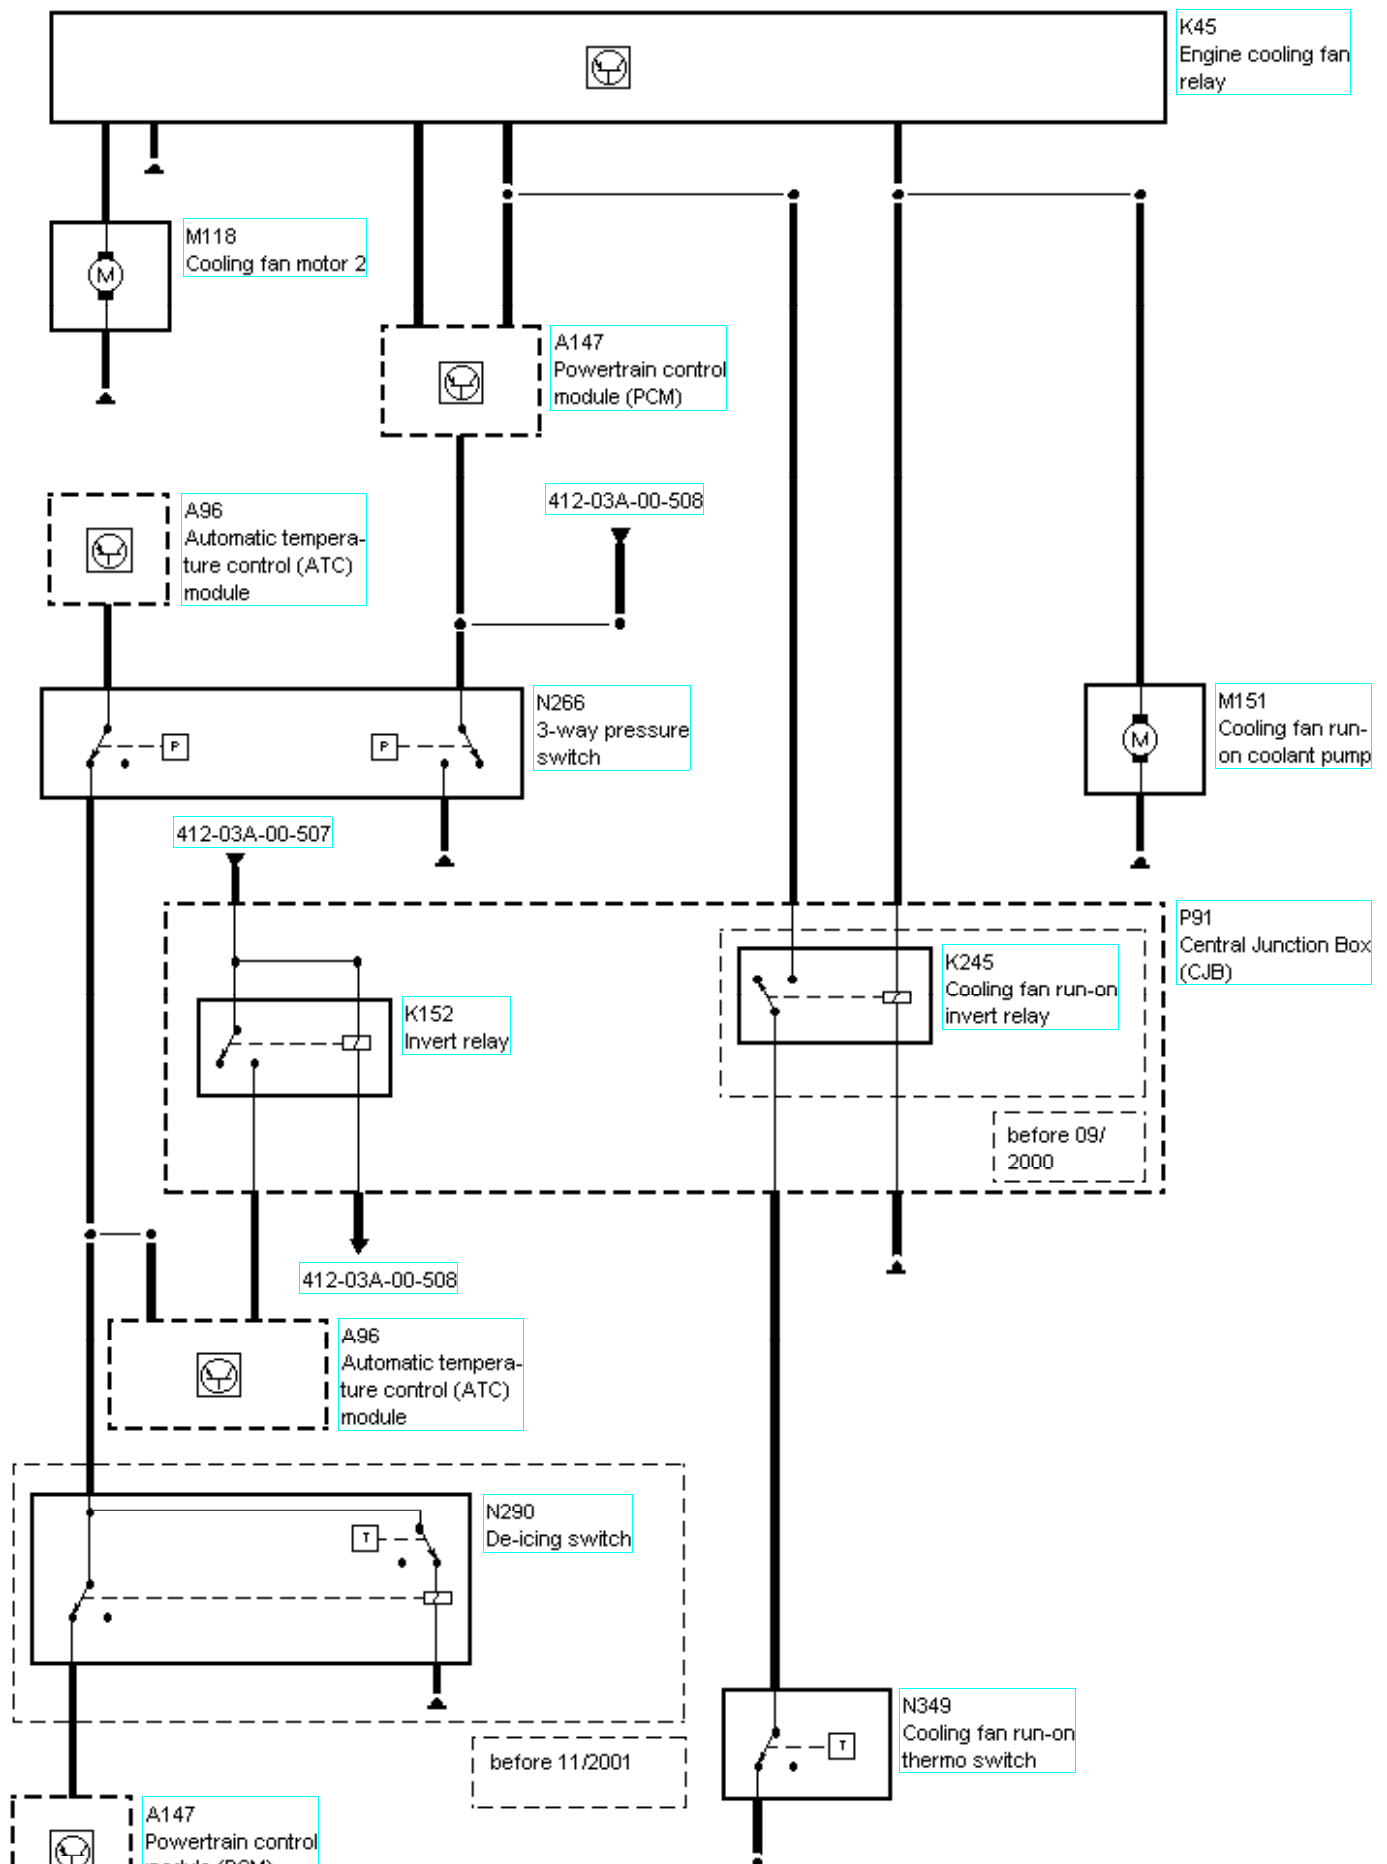 K45
Engine cooling fan
relay
M118
Cooling fan motor 2
M
A147
Powertrain control
module (PCM)
A96
Automatic tempera-
ture control (ATC)
module
412-03A-00-508
N266
3-way pressure
switch
P
P
M151
Cooling fan run-
on coolant pump
M
412-03A-00-507
P91
Central Junction Box
(CJB)
K245
Cooling fan run-on
invert relay
K152
Invert relay
before 09/
2000
412-03A-00-508
A96
Automatic tempera-
ture control (ATC)
module
N290
De-icing switch
T
N349
Cooling fan run-on
thermo switch
T
before 11/2001
A147
Powertrain control
module (PCM)